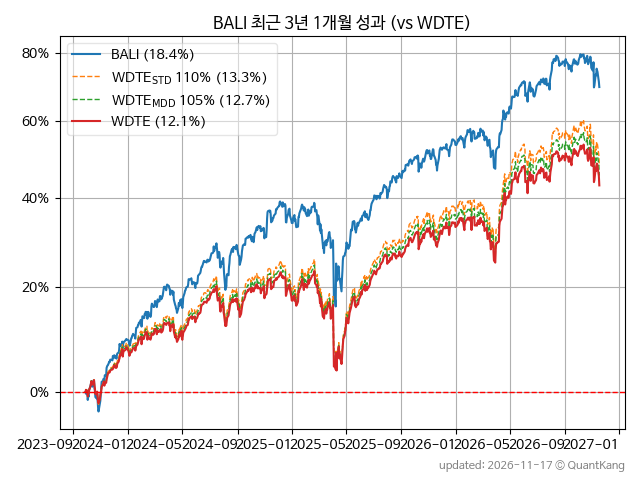 BALI 최근 3년 1개월 성과 (vs WDTE)
BALI (18.4%)
WDTE_STD 110% (13.3%)
WDTE_MDD 105% (12.7%)
WDTE (12.1%)
80%
60%
40%
20%
0%
2023-09 2024-01 2024-05 2024-09 2025-01 2025-05 2025-09 2026-01 2026-05 2026-09 2027-01
updated: 2026-11-17 © QuantKang